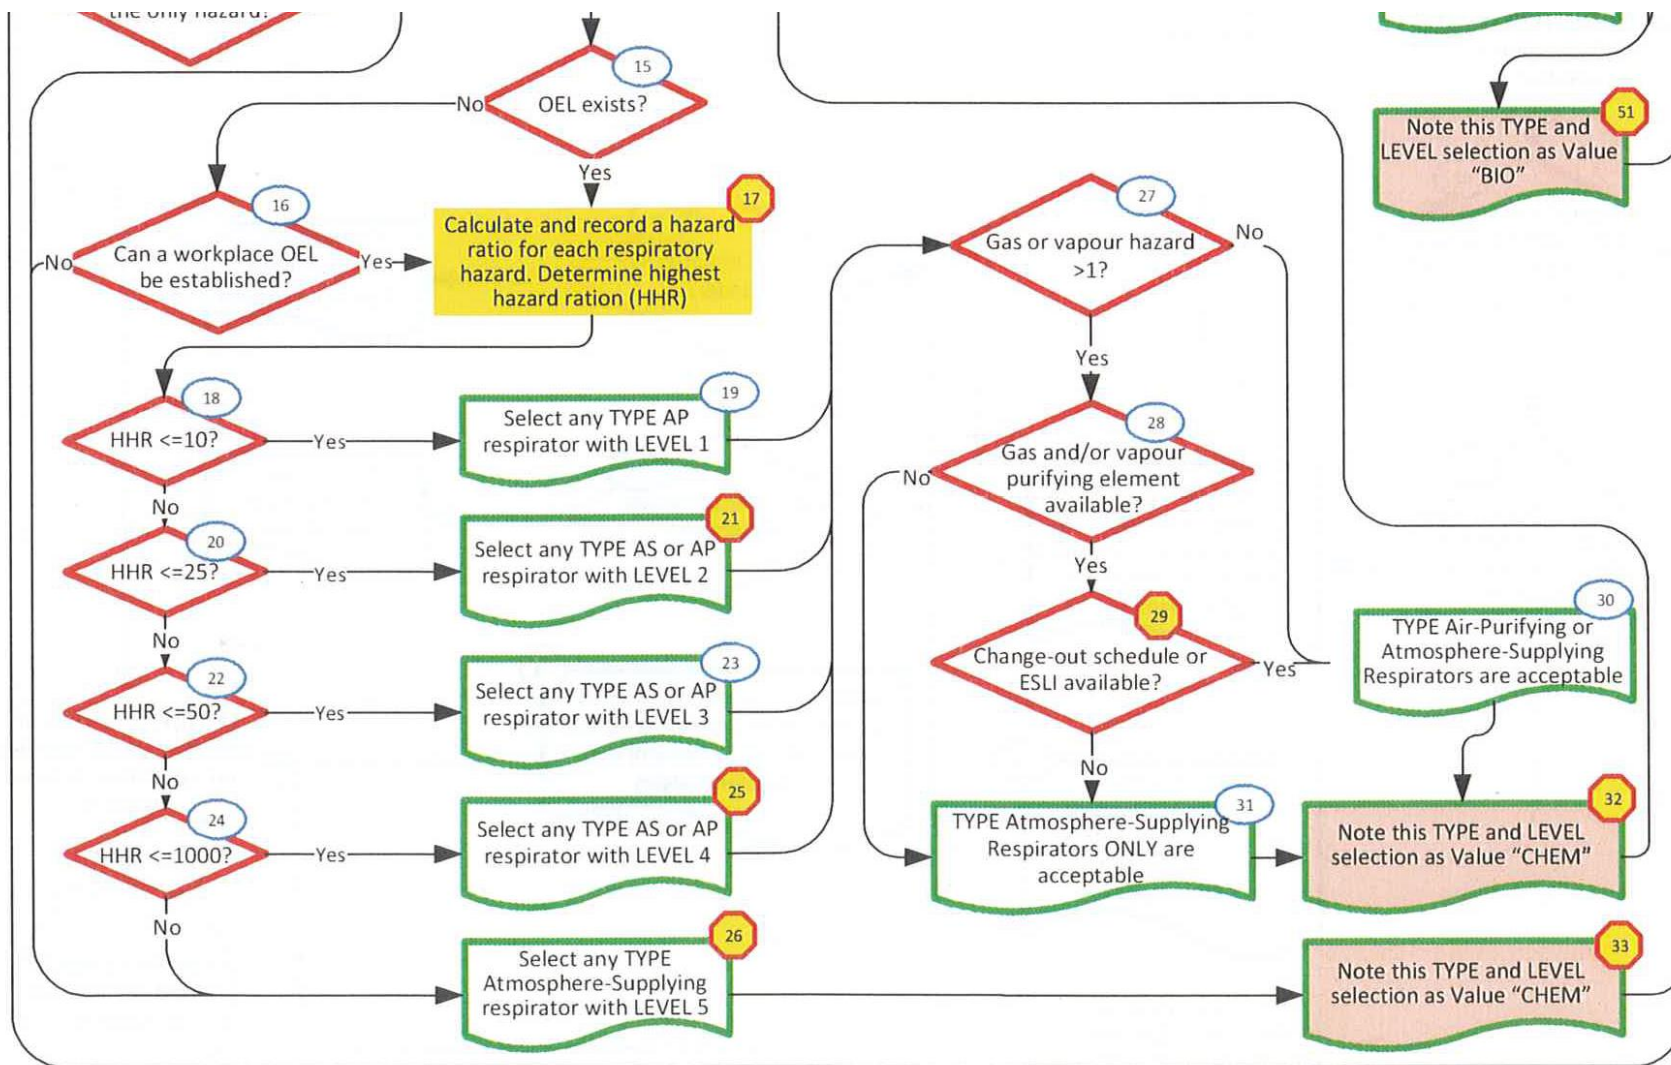 the only hazard?
15
OEL exists?
No
Yes
16
Can a workplace OEL
be established?
No
Yes
17
Calculate and record a hazard
ratio for each respiratory
hazard. Determine highest
hazard ration (HHR)
18
HHR <=10?
Yes
19
Select any TYPE AP
respirator with LEVEL 1
No
20
HHR <=25?
Yes
21
Select any TYPE AS or AP
respirator with LEVEL 2
No
22
HHR <=50?
Yes
23
Select any TYPE AS or AP
respirator with LEVEL 3
No
24
HHR <=1000?
Yes
25
Select any TYPE AS or AP
respirator with LEVEL 4
No
26
Select any TYPE
Atmosphere-Supplying
respirator with LEVEL 5
27
Gas or vapour hazard
>1?
No
Yes
28
Gas and/or vapour
purifying element
available?
No
Yes
29
Change-out schedule or
ESLI available?
Yes
No
30
TYPE Air-Purifying or
Atmosphere-Supplying
Respirators are acceptable
31
TYPE Atmosphere-Supplying
Respirators ONLY are
acceptable
32
Note this TYPE and LEVEL
selection as Value "CHEM"
33
Note this TYPE and LEVEL
selection as Value "CHEM"
51
Note this TYPE and
LEVEL selection as Value
"BIO"